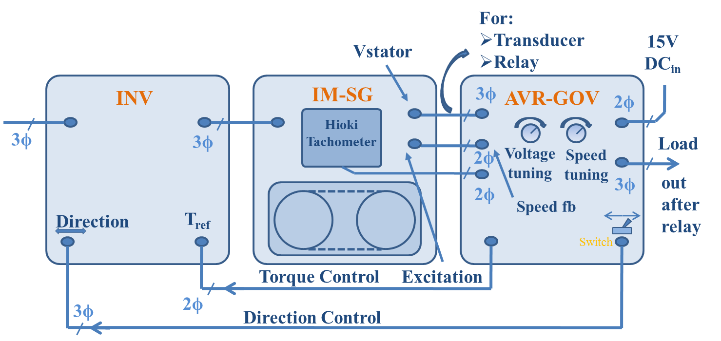 For:
➢Transducer
➢Relay
Vstator
15V
DCin
INV
IM-SG
AVR-GOV
3ϕ
2ϕ
Hioki
Tachometer
3ϕ
3ϕ
2ϕ
Voltage
tuning
Speed
tuning
Load
3ϕ
2ϕ
out
after
relay
Speed fb
Direction
Tref
Switch
Torque Control
Excitation
2ϕ
3ϕ
Direction Control